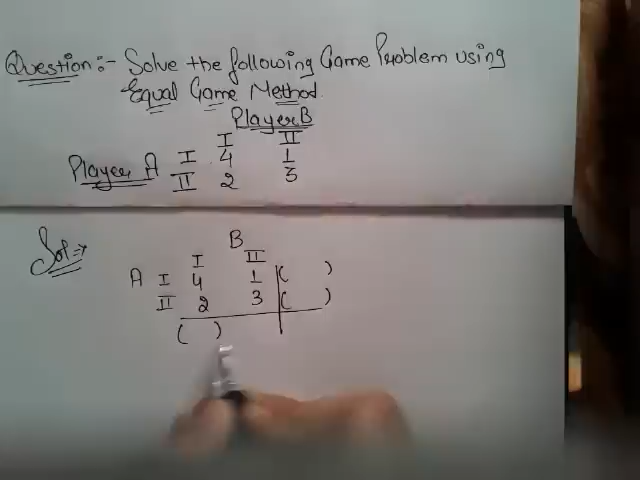 Question:- Solve the following Game Problem using
Equal Game Method.
Player B
I II
Player A I 4 1
II 2 3
Sol→
B
I II
A I 4 1 ( )
II 2 3 ( )
( )